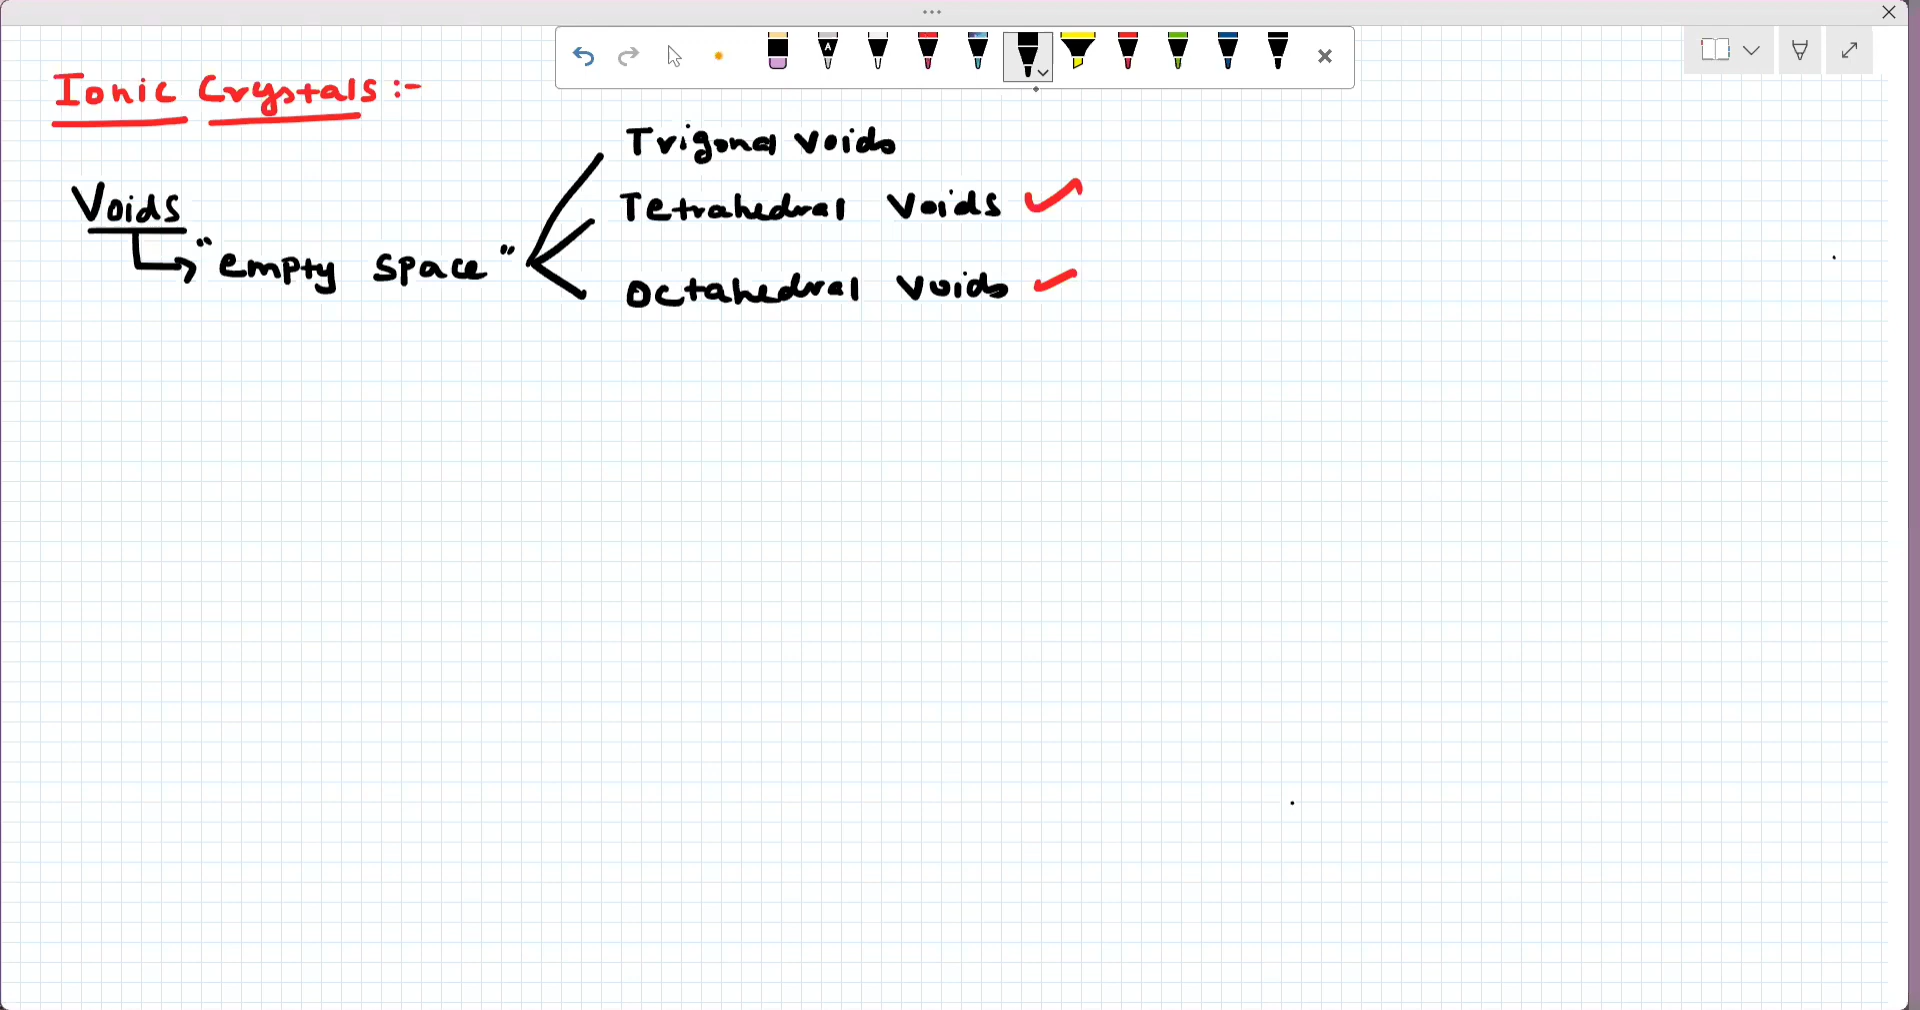 Ionic Crystals :-
Trigonal Voids
Voids
Tetrahedral Voids
"empty space"
Octahedral Voids